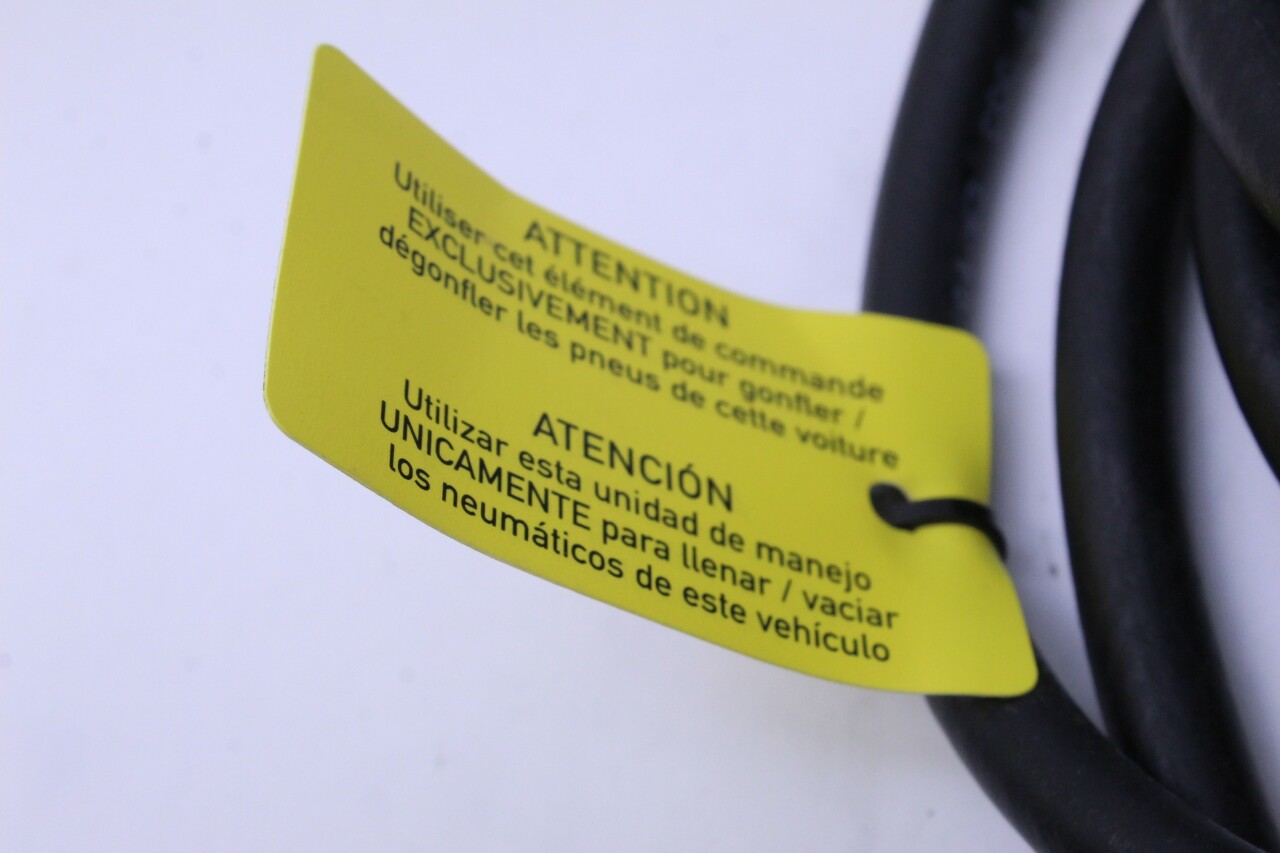 ATTENTION
Utiliser cet élément de commande
EXCLUSIVEMENT pour gonfler /
dégonfler les pneus de cette voiture
ATENCIÓN
Utilizar esta unidad de manejo
UNICAMENTE para llenar / vaciar
los neumáticos de este vehículo